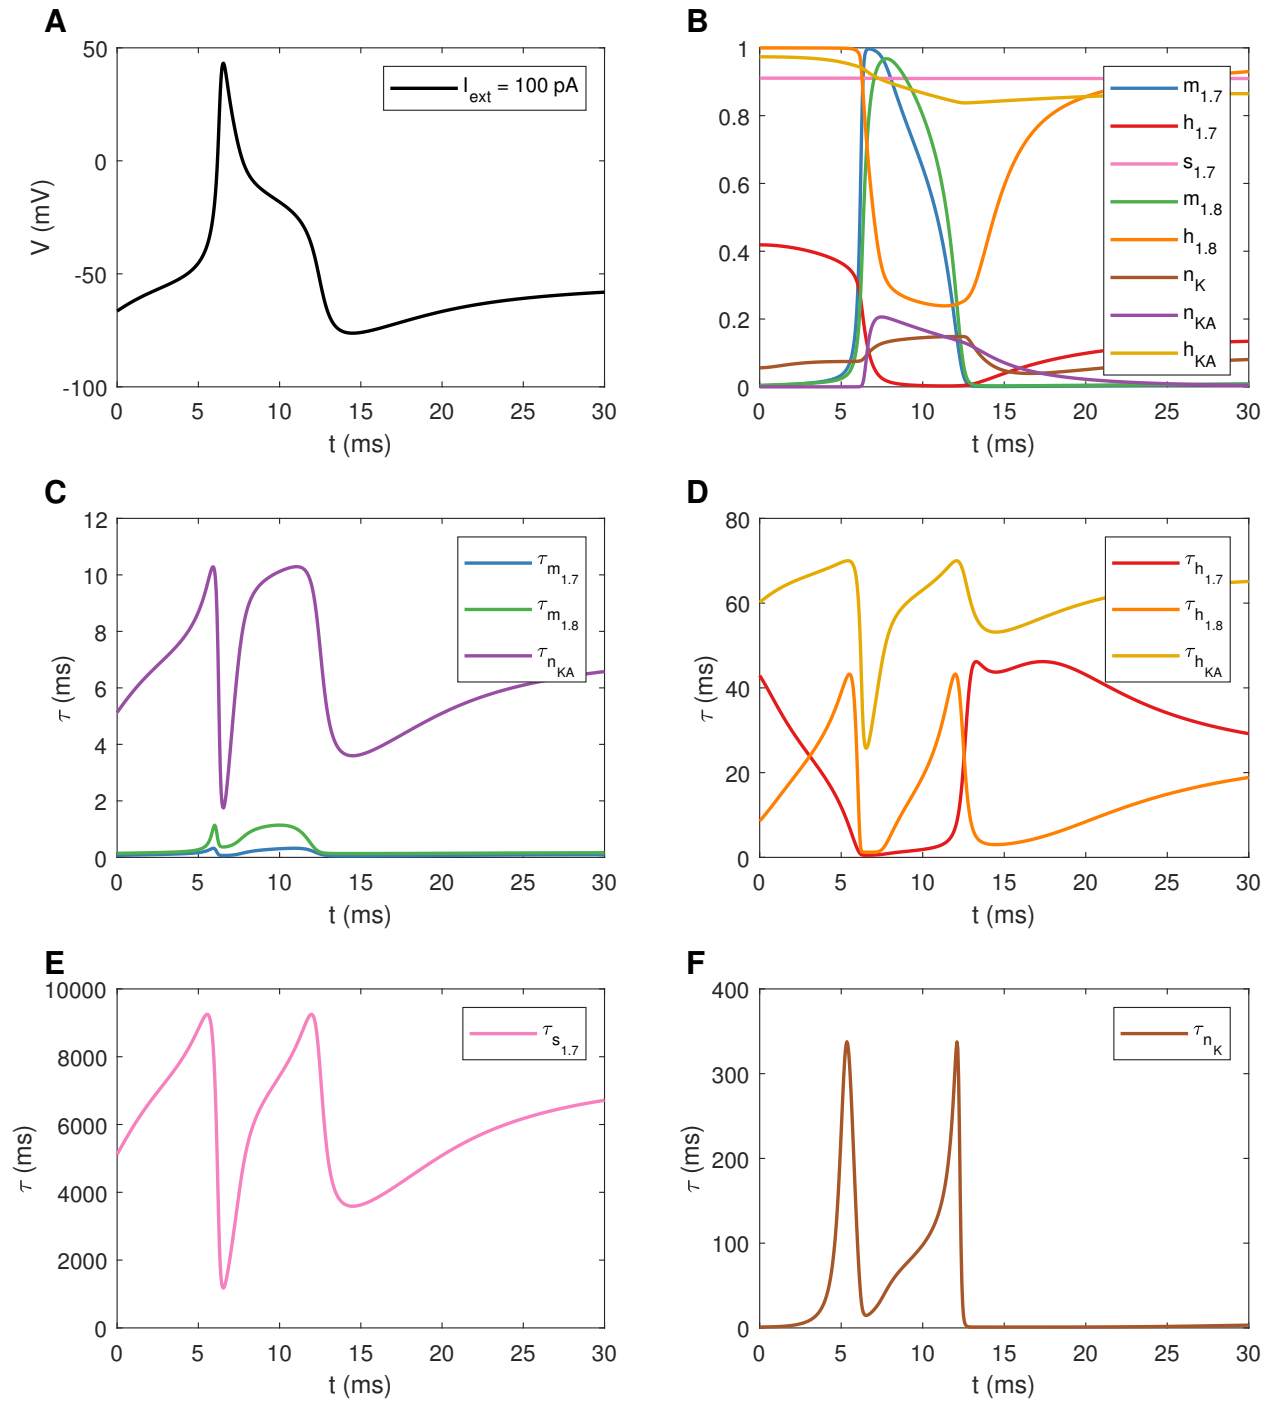 A
50
0
-50
-100
V (mV)
I_ext = 100 pA
0 5 10 15 20 25 30
t (ms)
B
1
0.8
0.6
0.4
0.2
0
m_1.7
h_1.7
s_1.7
m_1.8
h_1.8
n_K
n_KA
h_KA
0 5 10 15 20 25 30
t (ms)
C
12
10
8
6
4
2
0
τ (ms)
τ_m_1.7
τ_m_1.8
τ_n_KA
0 5 10 15 20 25 30
t (ms)
D
80
60
40
20
0
τ (ms)
τ_h_1.7
τ_h_1.8
τ_h_KA
0 5 10 15 20 25 30
t (ms)
E
10000
8000
6000
4000
2000
0
τ (ms)
τ_s_1.7
0 5 10 15 20 25 30
t (ms)
F
400
300
200
100
0
τ (ms)
τ_n_K
0 5 10 15 20 25 30
t (ms)